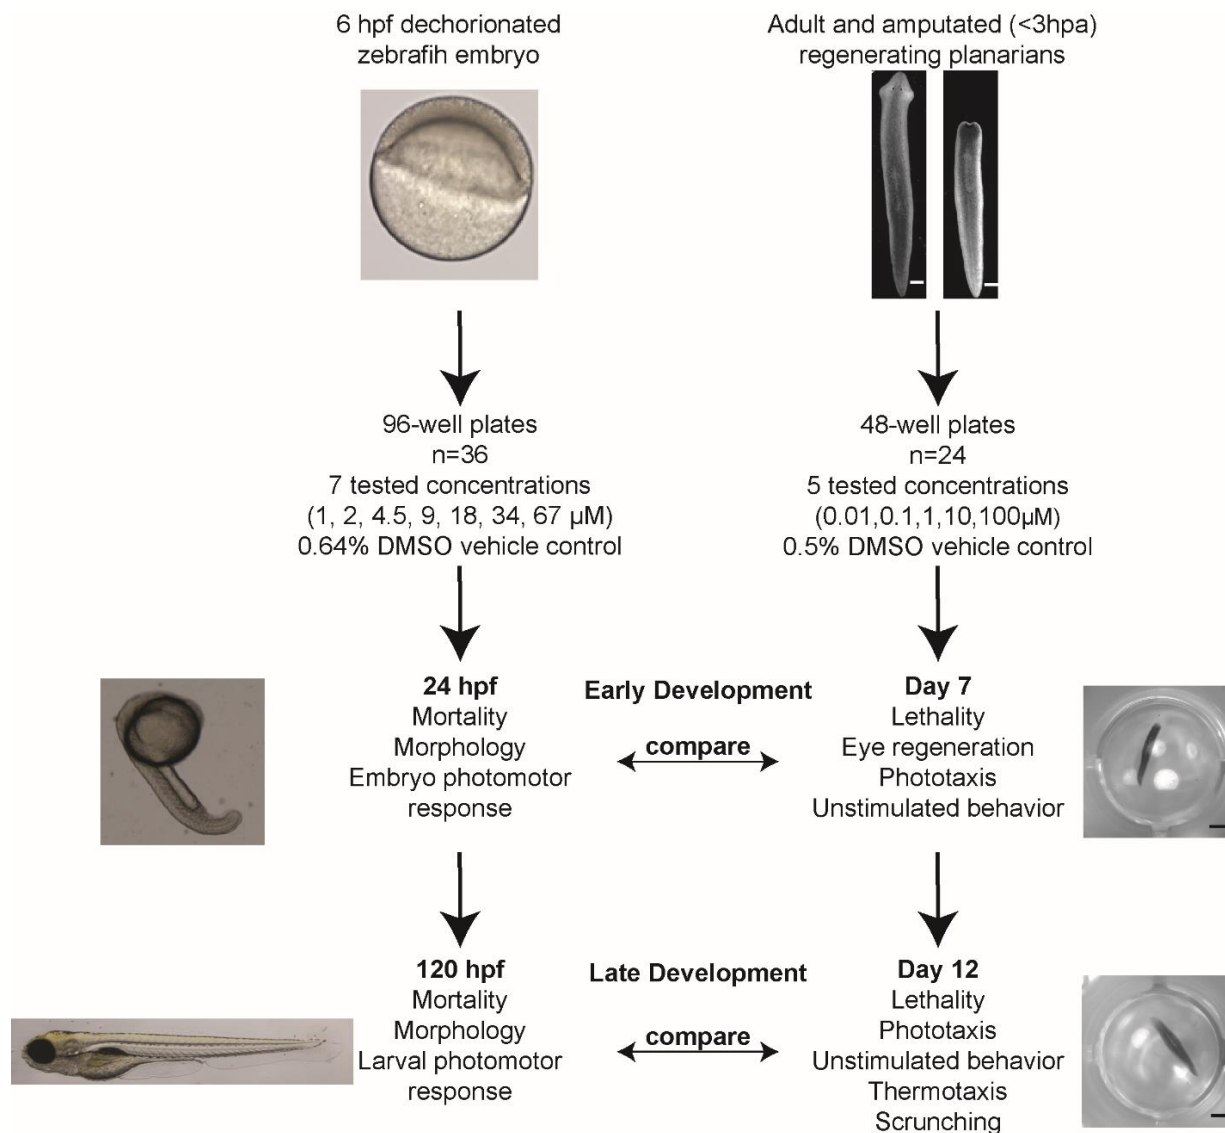 6 hpf dechorionated
zebrafih embryo
Adult and amputated (<3hpa)
regenerating planarians
96-well plates
n=36
7 tested concentrations
(1, 2, 4.5, 9, 18, 34, 67 µM)
0.64% DMSO vehicle control
48-well plates
n=24
5 tested concentrations
(0.01,0.1,1,10,100µM)
0.5% DMSO vehicle control
24 hpf
Mortality
Morphology
Embryo photomotor
response
Early Development
compare
Day 7
Lethality
Eye regeneration
Phototaxis
Unstimulated behavior
120 hpf
Mortality
Morphology
Larval photomotor
response
Late Development
compare
Day 12
Lethality
Phototaxis
Unstimulated behavior
Thermotaxis
Scrunching